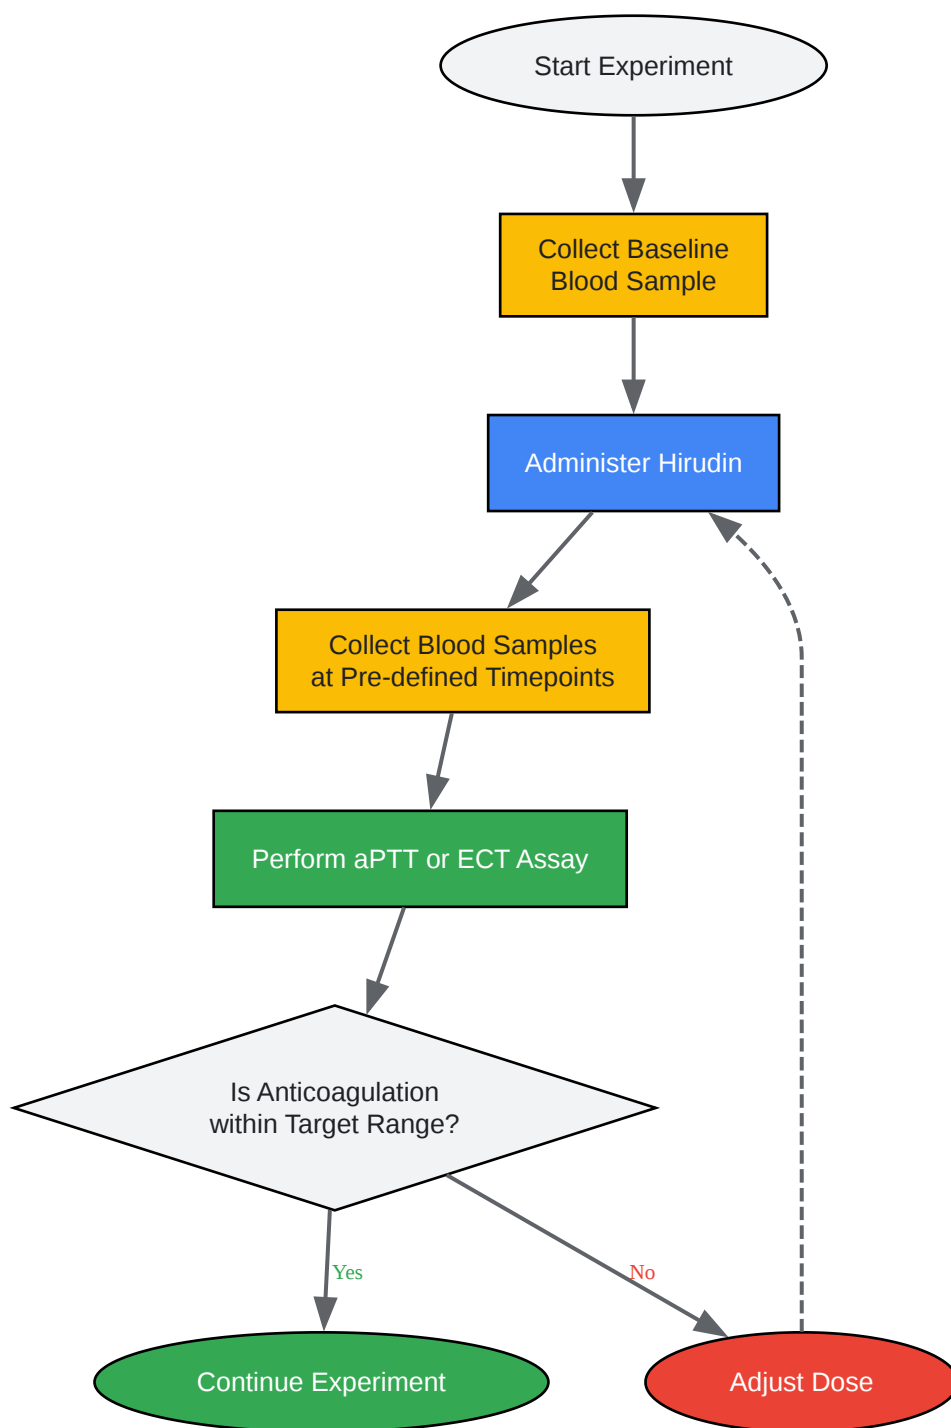 Start Experiment
Collect Baseline
Blood Sample
Administer Hirudin
Collect Blood Samples
at Pre-defined Timepoints
Perform aPTT or ECT Assay
Is Anticoagulation
within Target Range?
Yes
No
Continue Experiment
Adjust Dose